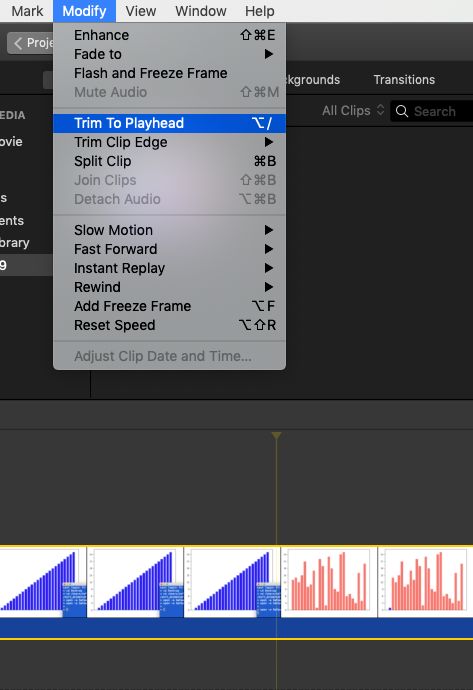 Mark Modify View Window Help
Proje
Enhance ⇧⌘E
Fade to
Flash and Freeze Frame
Mute Audio ⇧⌘M
ckgrounds Transitions
EDIA
All Clips Search
Trim To Playhead ⌥/
ovie
Trim Clip Edge
Split Clip ⌘B
Join Clips ⇧⌘B
s
Detach Audio ⌥⌘B
ents
Slow Motion
brary
Fast Forward
9
Instant Replay
Rewind
Add Freeze Frame ⌥F
Reset Speed ⌥⇧R
Adjust Clip Date and Time...